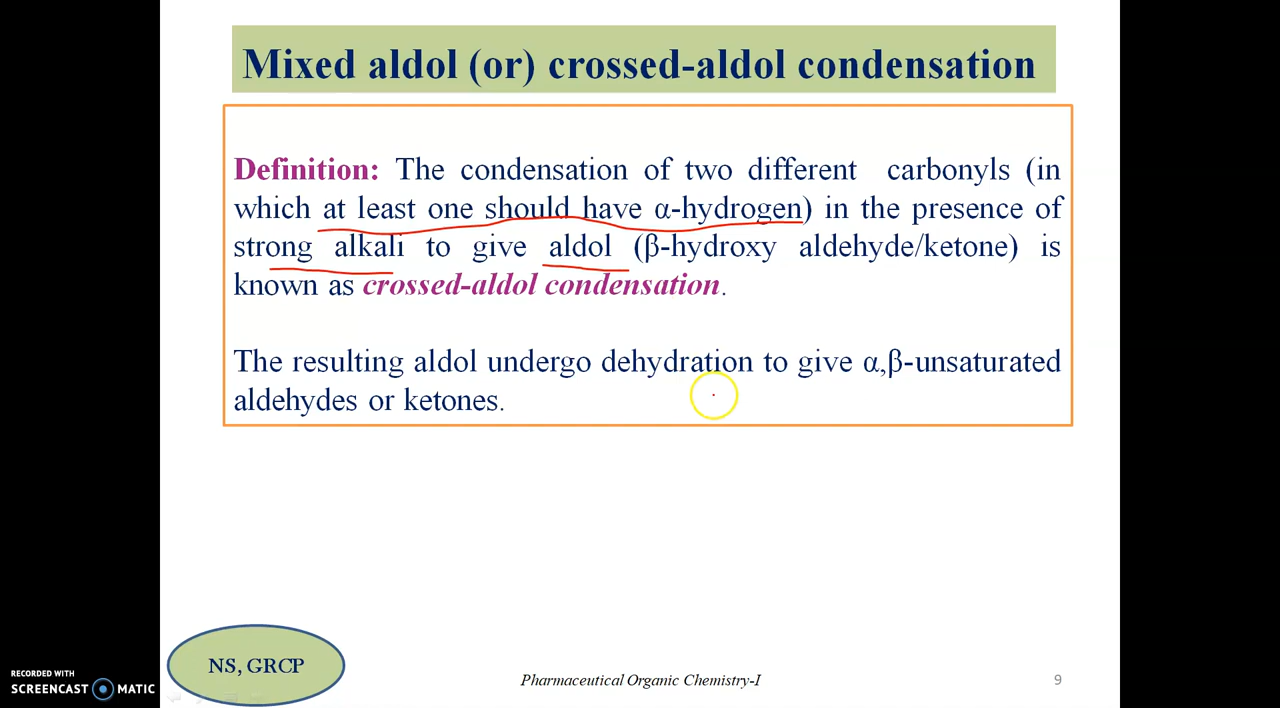 Mixed aldol (or) crossed-aldol condensation
Definition: The condensation of two different carbonyls (in
which at least one should have α-hydrogen) in the presence of
strong alkali to give aldol (β-hydroxy aldehyde/ketone) is
known as crossed-aldol condensation.
The resulting aldol undergo dehydration to give α,β-unsaturated
aldehydes or ketones.
NS, GRCP
Pharmaceutical Organic Chemistry-I
9
RECORDED WITH
SCREENCAST MATIC